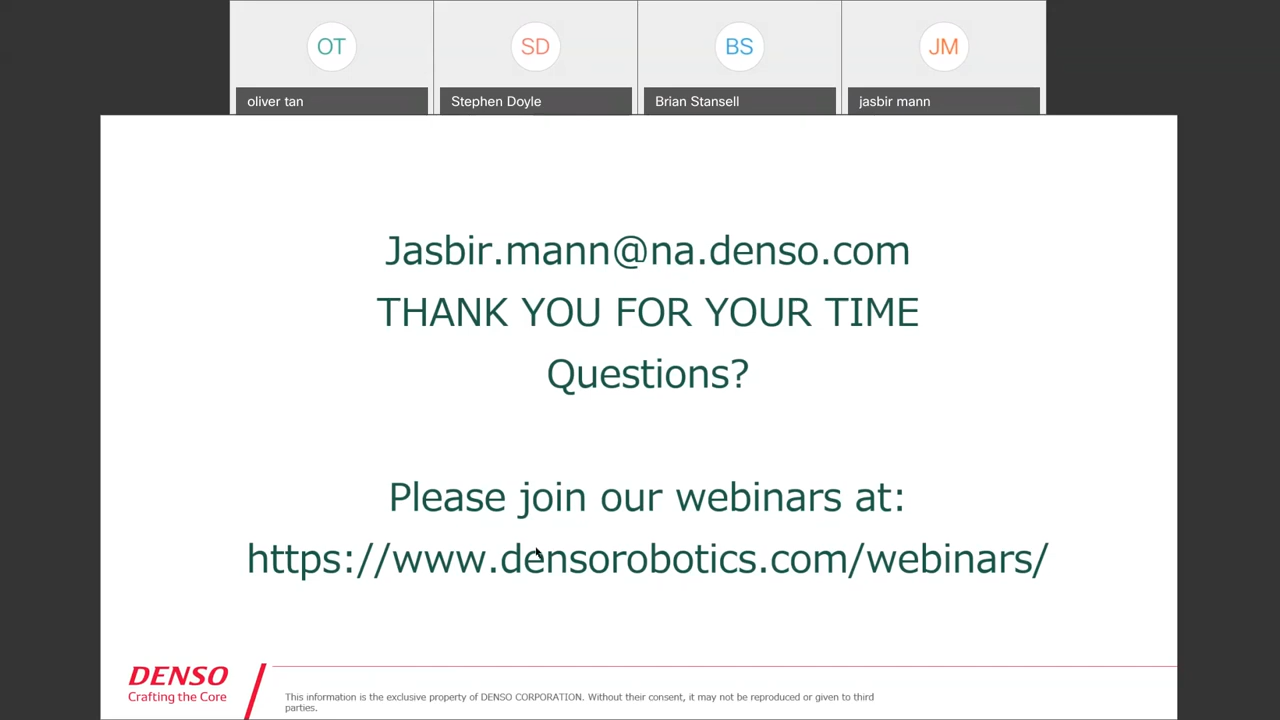 OT
SD
BS
JM
oliver tan
Stephen Doyle
Brian Stansell
jasbir mann
Jasbir.mann@na.denso.com
THANK YOU FOR YOUR TIME
Questions?
Please join our webinars at:
https://www.densorobotics.com/webinars/
DENSO
Crafting the Core
This information is the exclusive property of DENSO CORPORATION. Without their consent, it may not be reproduced or given to third
parties.